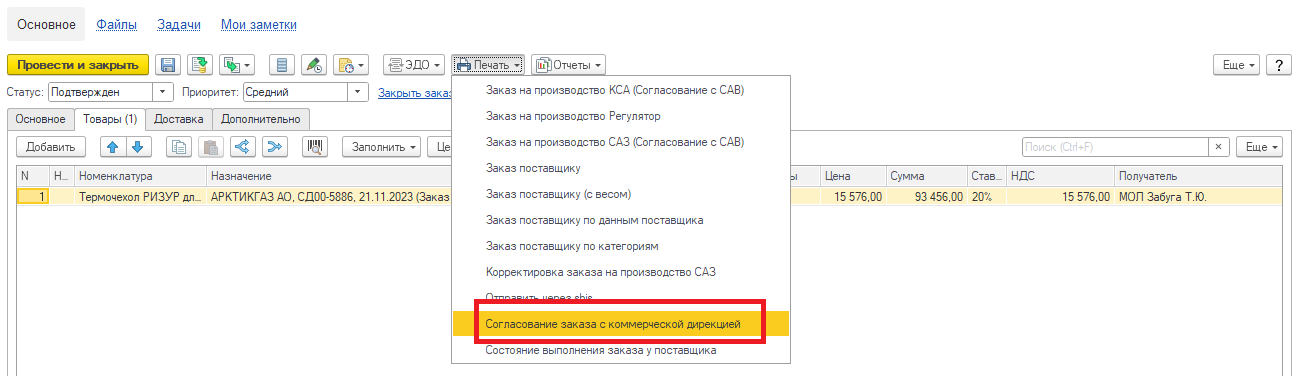 Основное Файлы Задачи Мои заметки
Провести и закрыть ЭДО Печать Отчеты Еще ?
Статус: Подтвержден Приоритет: Средний Закрыть заказ
Заказ на производство КСА (Согласование с САВ)
Заказ на производство Регулятор
Заказ на производство САЗ (Согласование с САВ)
Заказ поставщику
Заказ поставщику (с весом)
Заказ поставщику по данным поставщика
Заказ поставщику по категориям
Корректировка заказа на производство САЗ
Отправить через sbis
Согласование заказа с коммерческой дирекцией
Состояние выполнения заказа у поставщика
Основное Товары (1) Доставка Дополнительно
Добавить Заполнить Це Поиск (Ctrl+F) × Еще
N Н... Номенклатура Назначение ы Цена Сумма Став... НДС Получатель
1 Термочехол РИЗУР дл... АРКТИКГАЗ АО, СД00-5886, 21.11.2023 (Заказ 15 576,00 93 456,00 20% 15 576,00 МОЛ Забуга Т.Ю.